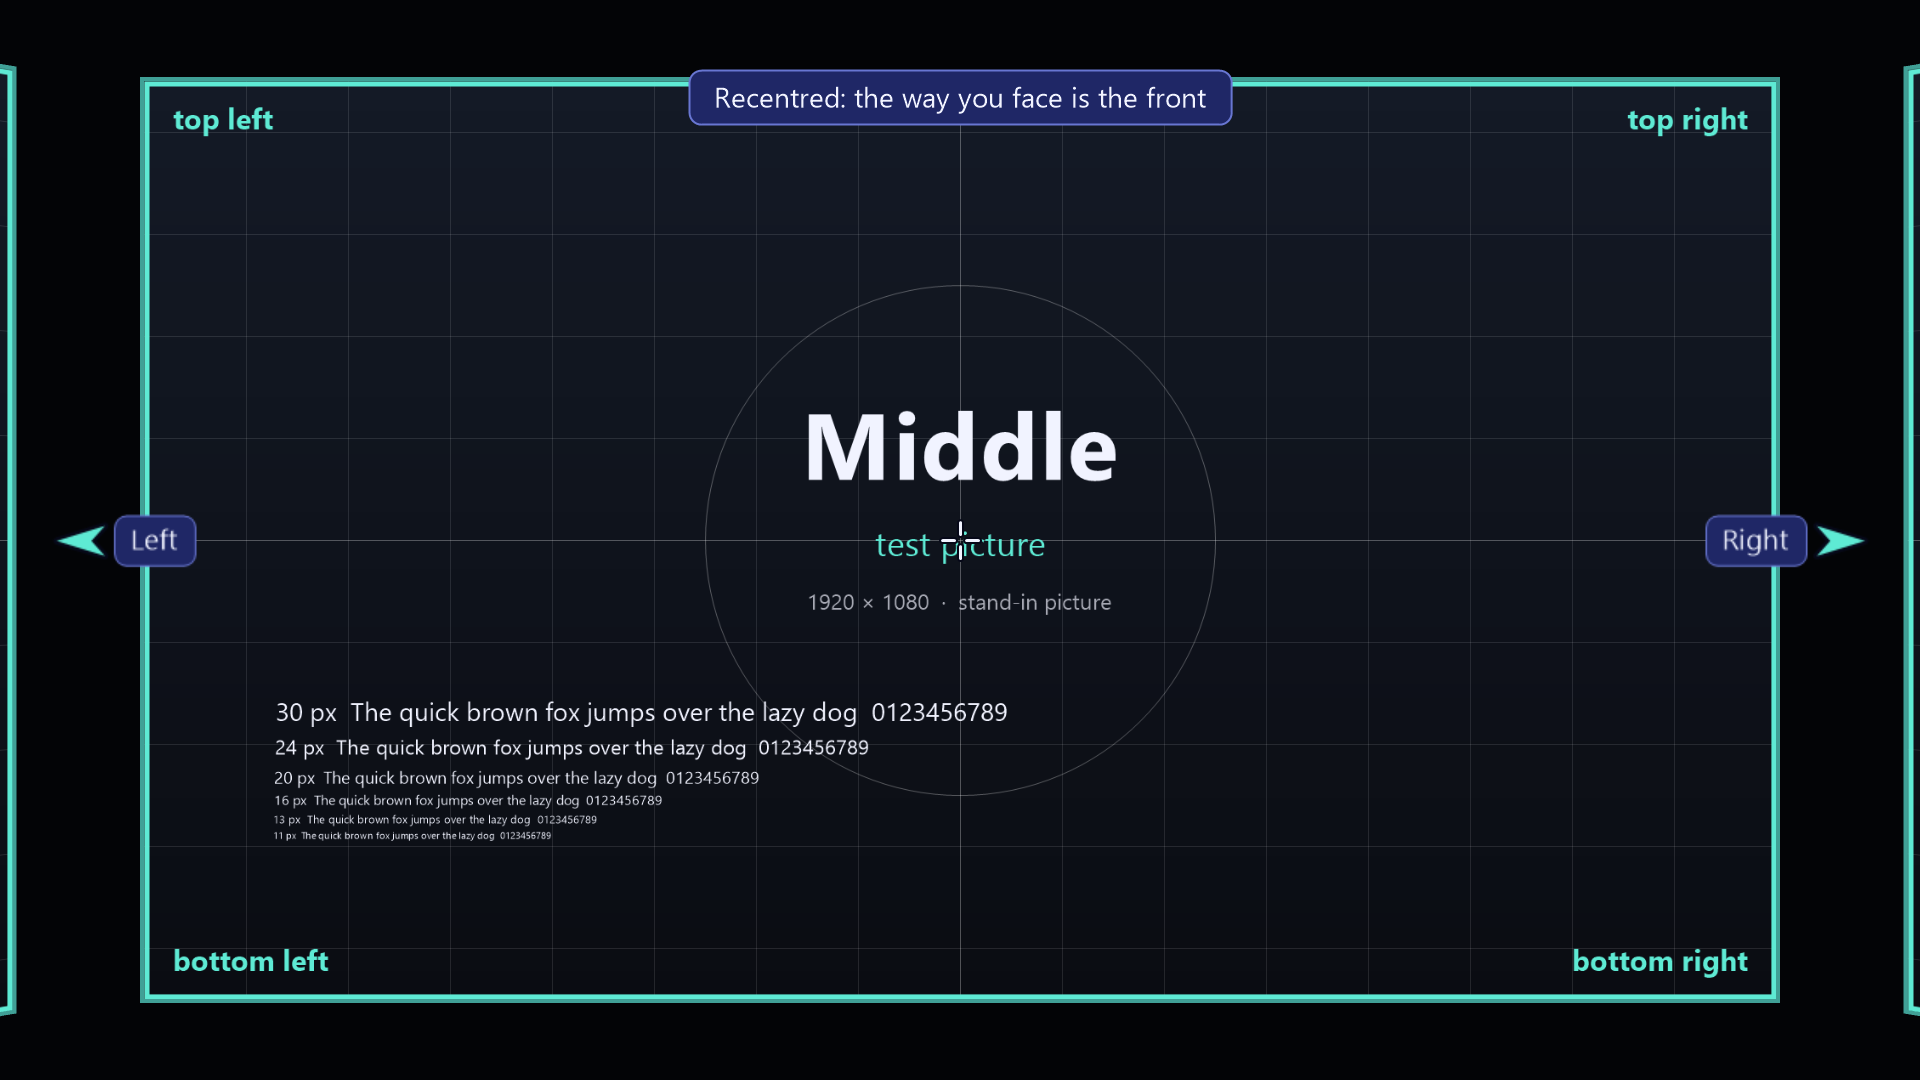 Recentred: the way you face is the front
top left
top right
Middle
Left
test picture
Right
1920 × 1080 · stand-in picture
30 px The quick brown fox jumps over the lazy dog 0123456789
24 px The quick brown fox jumps over the lazy dog 0123456789
20 px The quick brown fox jumps over the lazy dog 0123456789
16 px The quick brown fox jumps over the lazy dog 0123456789
13 px The quick brown fox jumps over the lazy dog 0123456789
11 px The quick brown fox jumps over the lazy dog 0123456789
bottom left
bottom right